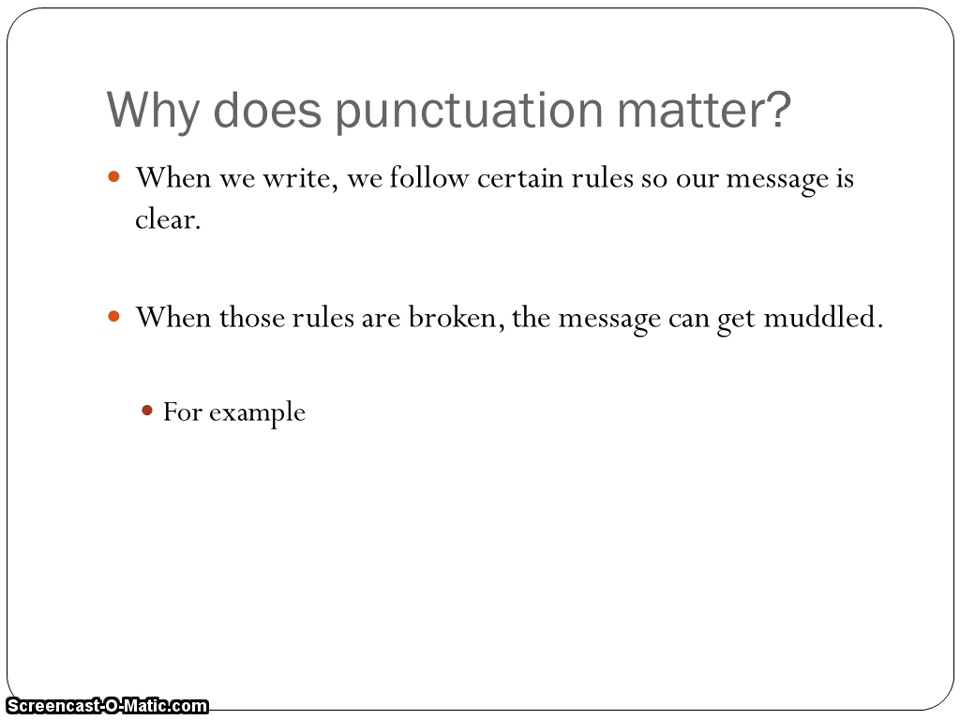 Why does punctuation matter?
When we write, we follow certain rules so our message is
clear.
When those rules are broken, the message can get muddled.
For example
Screencast-O-Matic.com